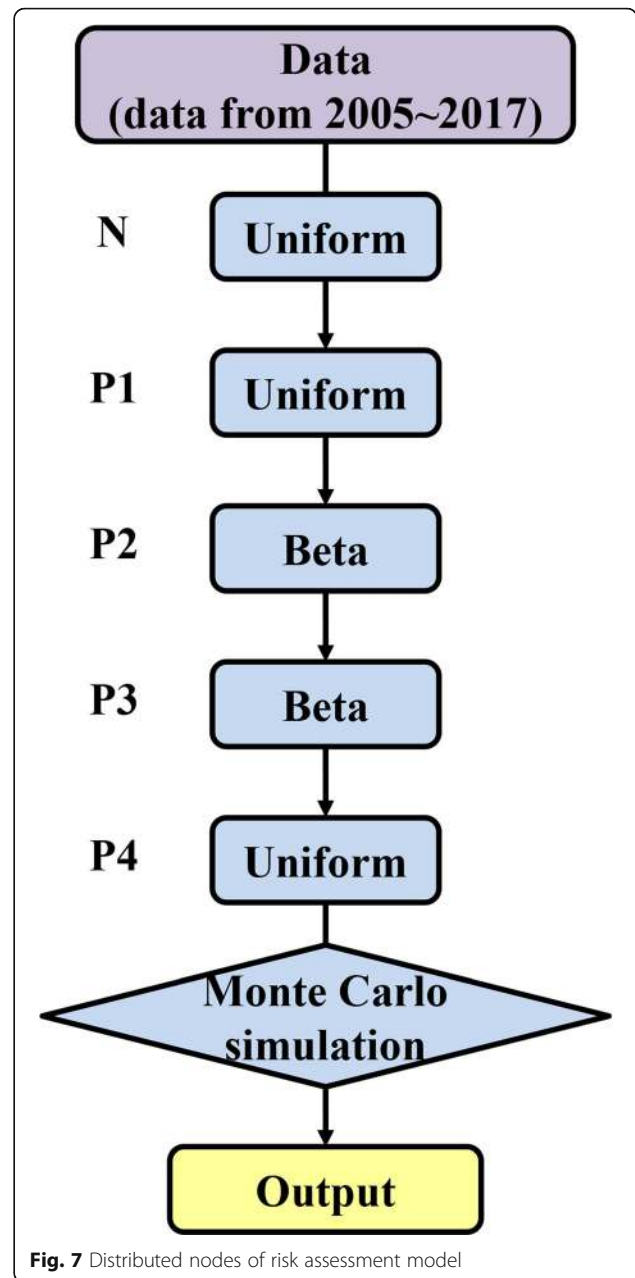 Data
(data from 2005~2017)
N
Uniform
P1
Uniform
P2
Beta
P3
Beta
P4
Uniform
Monte Carlo
simulation
Output
Fig. 7 Distributed nodes of risk assessment model